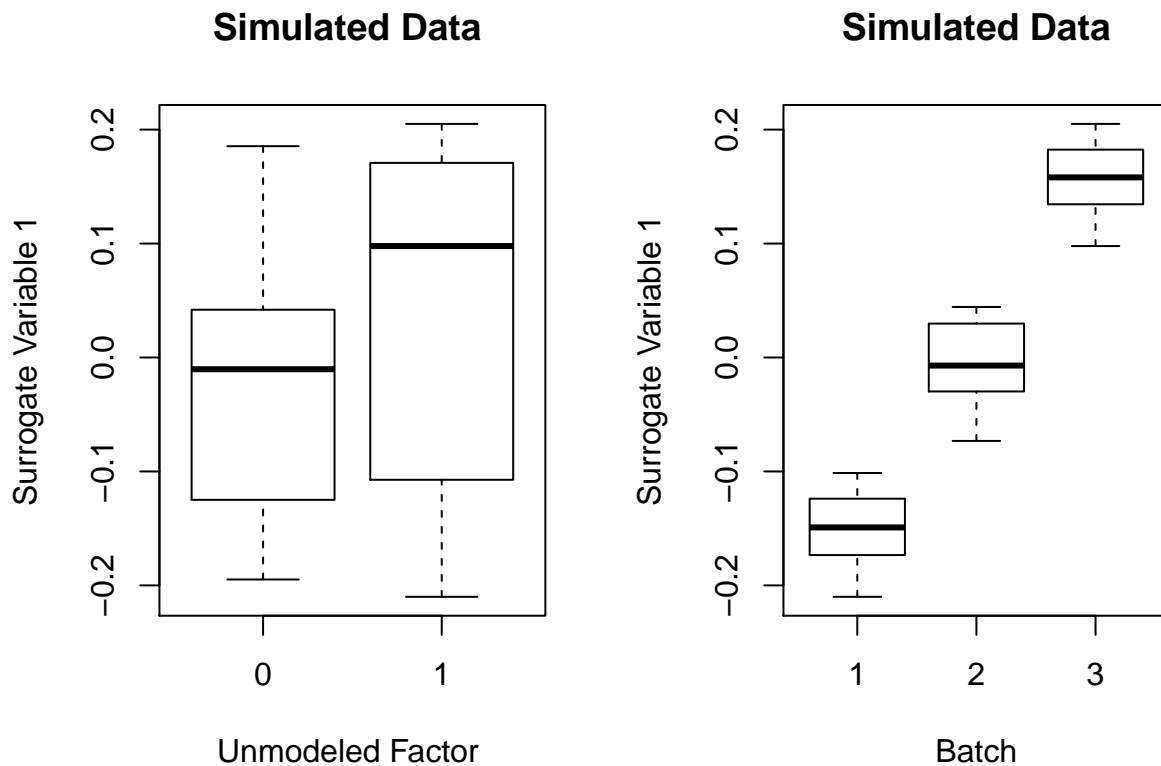 Simulated Data
Surrogate Variable 1
0.2
0.1
0.0
−0.1
−0.2
0 1
Unmodeled Factor
Simulated Data
Surrogate Variable 1
0.2
0.1
0.0
−0.1
−0.2
1 2 3
Batch